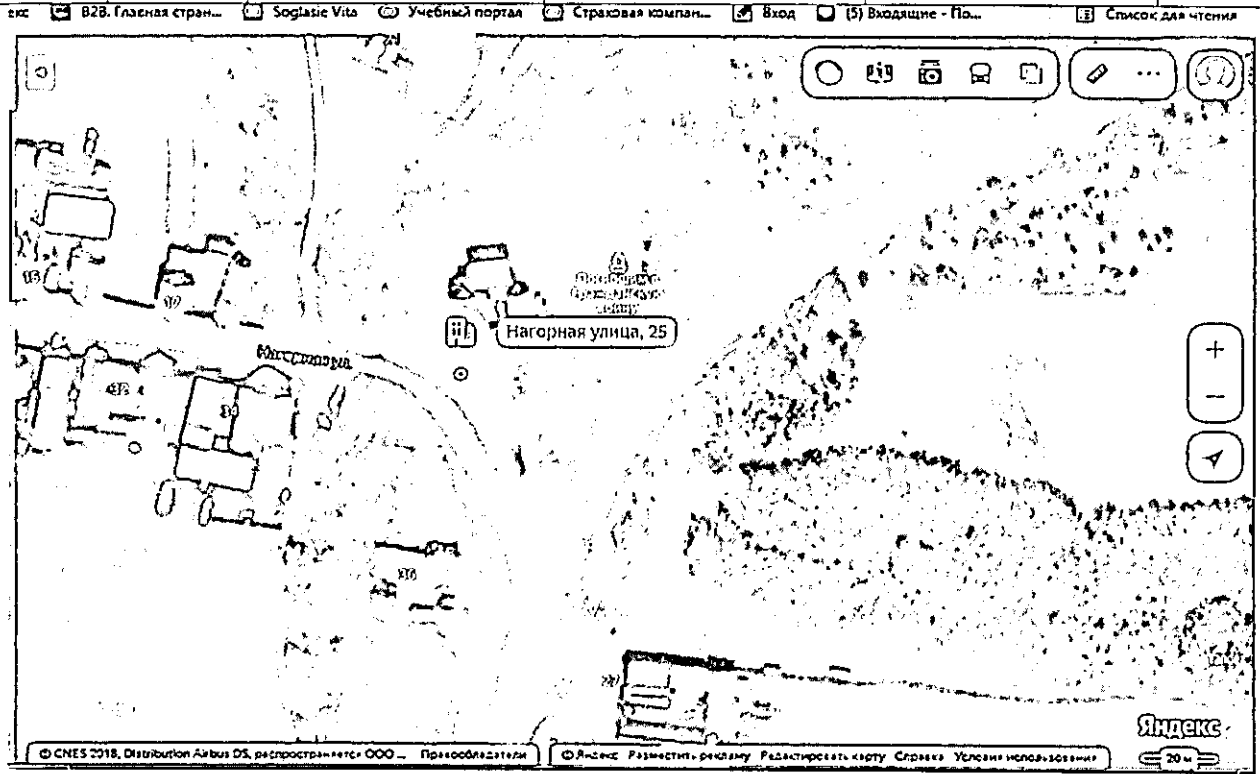 екс B2B. Главная стран... Soglasie Vita Учебный портал Страховая компан... Вход (5) Входящие - По... Список для чтения
Нагорная улица, 25
Яндекс
© CNES 2018, Distribution Airbus DS, распространяется ООО ... Правообладатели © Яндекс Разместить рекламу Редактировать карту Справка Условия использования 20 м